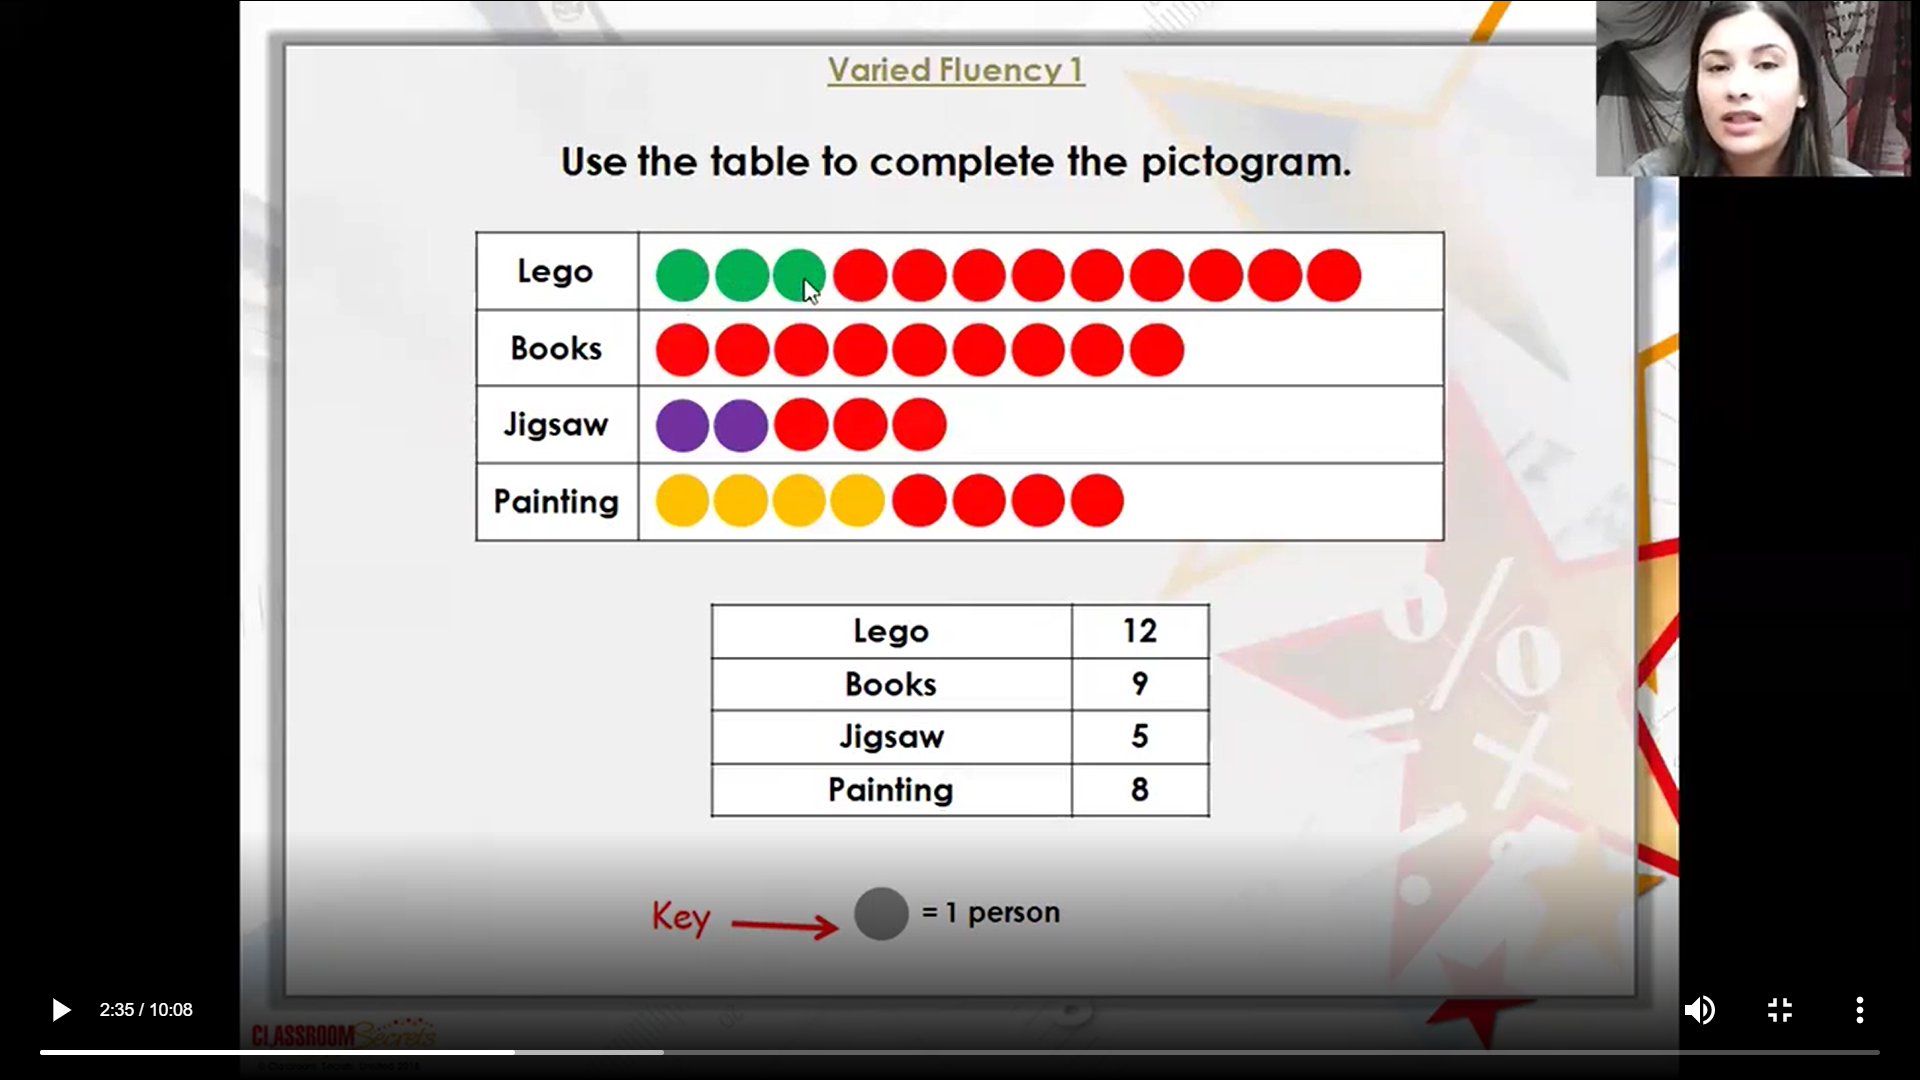 Varied Fluency 1
Use the table to complete the pictogram.
Lego
Books
Jigsaw
Painting
Lego 12
Books 9
Jigsaw 5
Painting 8
Key = 1 person
2:35 / 10:08
CLASSROOM Secrets